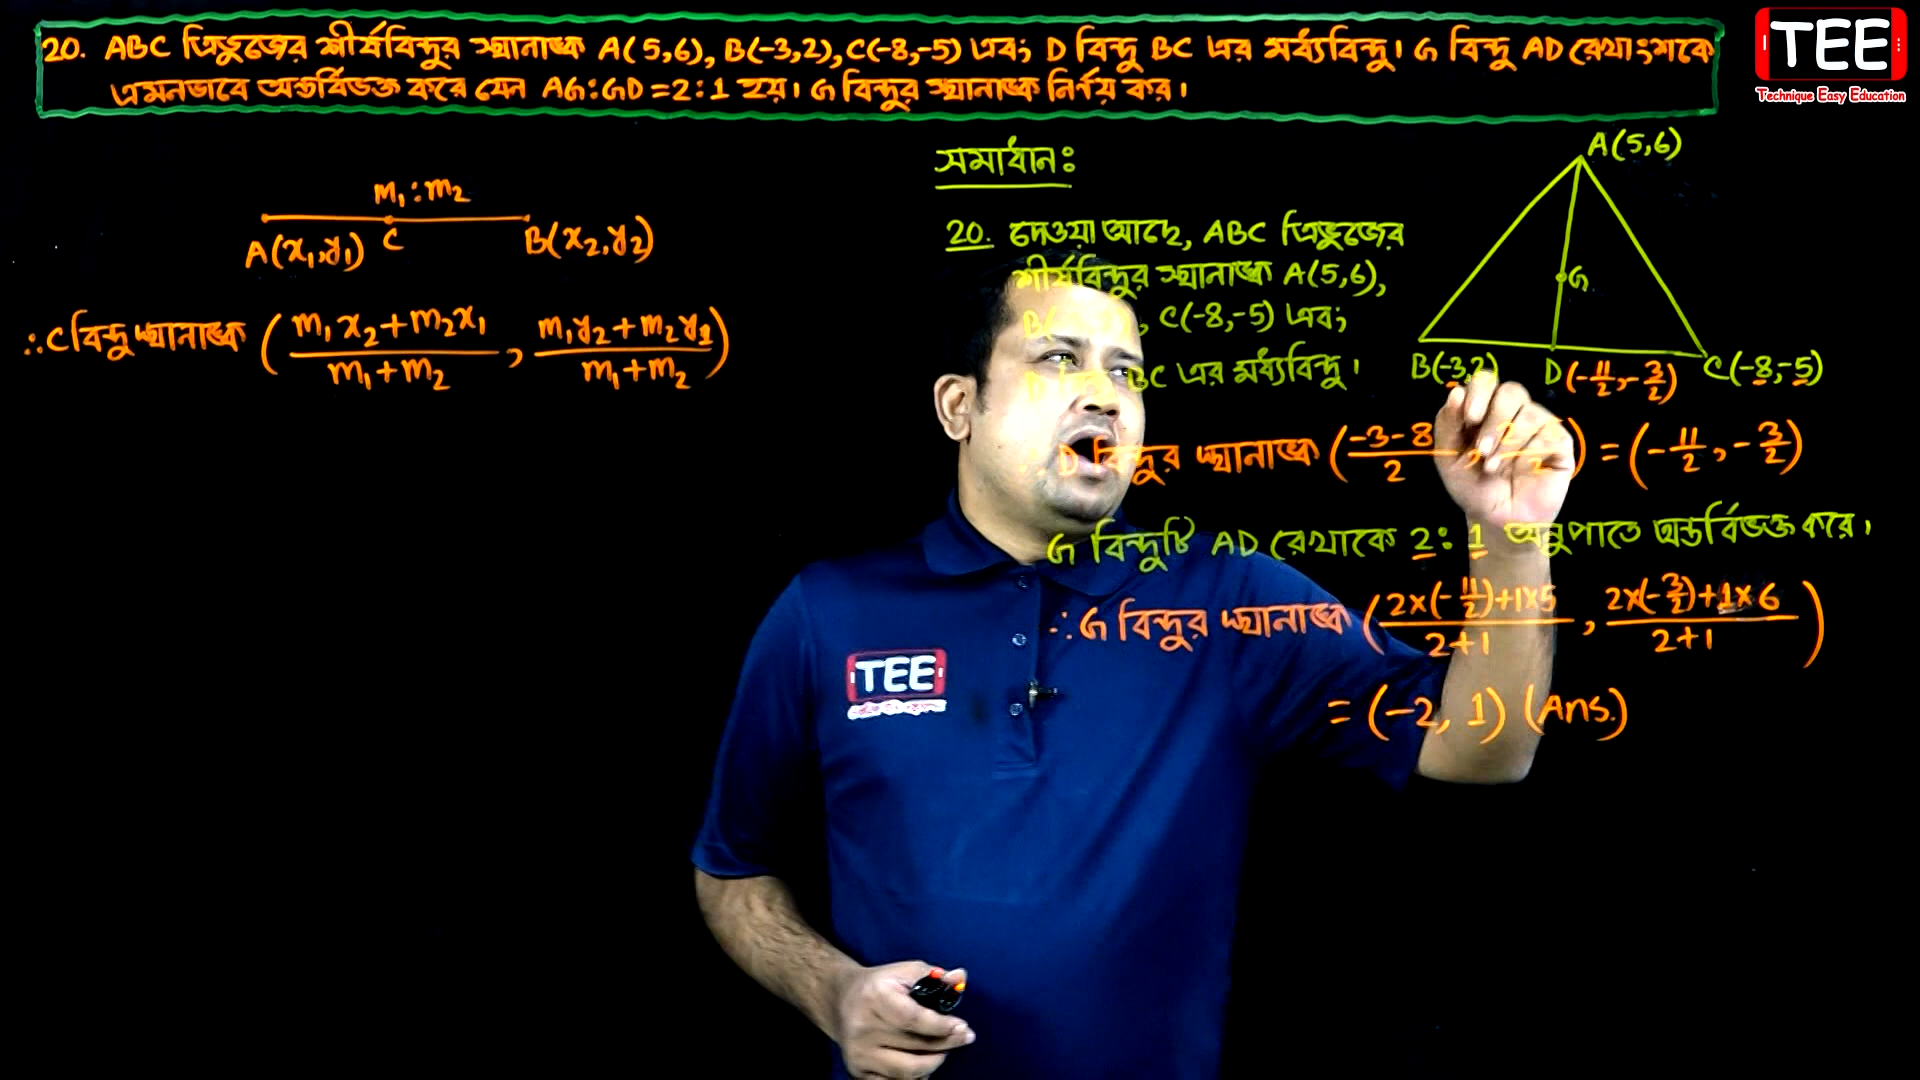 20. ABC ত্রিভুজের শীর্ষবিন্দুর স্থানাঙ্ক A(5,6), B(-3,2), C(-8,-5) এবং D বিন্দু BC এর মধ্যবিন্দু। G বিন্দু AD রেখাংশকে
এমনভাবে অন্তর্বিভক্ত করে যেন AG:GD = 2:1 হয়। G বিন্দুর স্থানাঙ্ক নির্ণয় কর।
TEE
Technique Easy Education
m₁ : m₂
A(x₁,y₁) C B(x₂,y₂)
∴ C বিন্দু স্থানাঙ্ক ( (m₁x₂+m₂x₁)/(m₁+m₂) , (m₁y₂+m₂y₁)/(m₁+m₂) )
সমাধানঃ
20. দেওয়া আছে, ABC ত্রিভুজের
শীর্ষবিন্দুর স্থানাঙ্ক A(5,6),
C(-8,-5) এবং
BC এর মধ্যবিন্দু।
A(5,6)
G
B(-3,2) D(-11/2,-3/2) C(-8,-5)
∴ D বিন্দুর স্থানাঙ্ক ( (-3-8)/2 , /2 ) = (-11/2, -3/2)
G বিন্দুটি AD রেখাকে 2:1 অনুপাতে অন্তর্বিভক্ত করে।
∴ G বিন্দুর স্থানাঙ্ক ( (2×(-11/2)+1×5)/(2+1) , (2×(-3/2)+1×6)/(2+1) )
= (-2, 1) (Ans.)
TEE